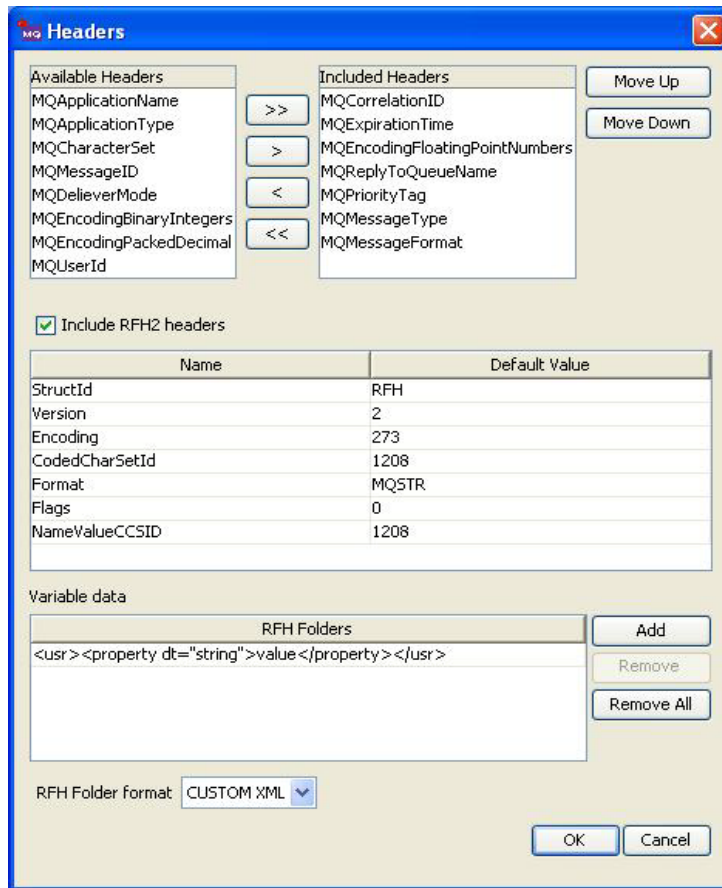 MQ Headers
Available Headers
MQApplicationName
MQApplicationType
MQCharacterSet
MQMessageID
MQDelieverMode
MQEncodingBinaryIntegers
MQEncodingPackedDecimal
MQUserId
>>
>
<
<<
Included Headers
MQCorrelationID
MQExpirationTime
MQEncodingFloatingPointNumbers
MQReplyToQueueName
MQPriorityTag
MQMessageType
MQMessageFormat
Move Up
Move Down
Include RFH2 headers
Name Default Value
StructId RFH
Version 2
Encoding 273
CodedCharSetId 1208
Format MQSTR
Flags 0
NameValueCCSID 1208
Variable data
RFH Folders
<usr><property dt="string">value</property></usr>
Add
Remove
Remove All
RFH Folder format CUSTOM XML
OK Cancel